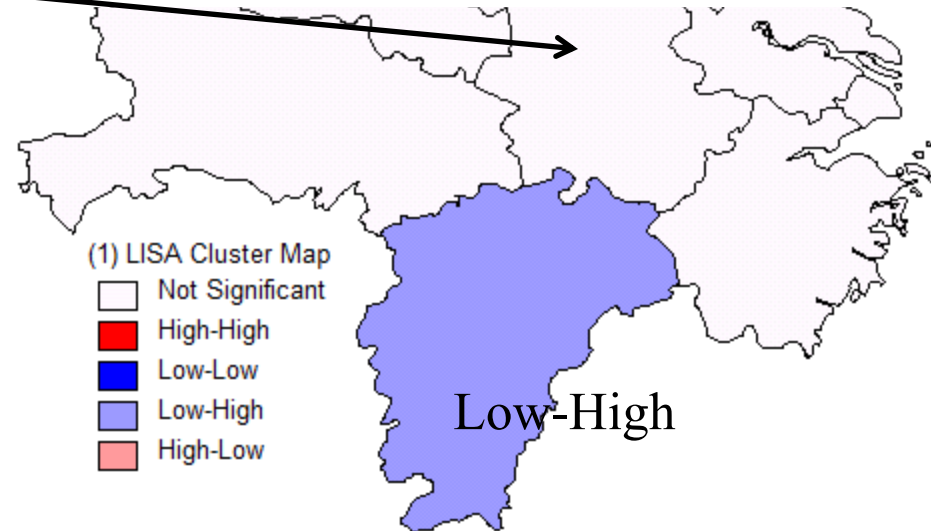 (1) LISA Cluster Map
Not Significant
High-High
Low-Low
Low-High
High-Low
Low-High